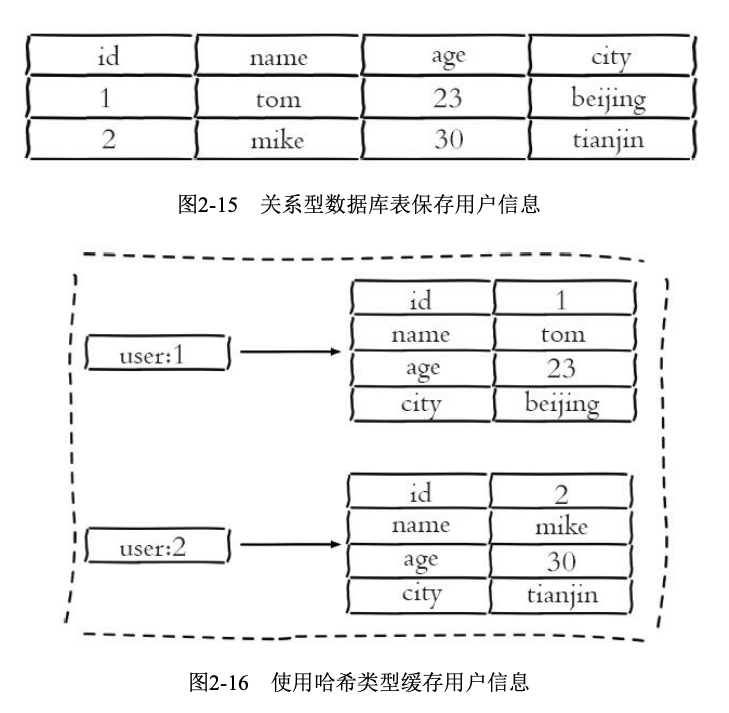 id name age city
1 tom 23 beijing
2 mike 30 tianjin
图2-15 关系型数据库表保存用户信息
user:1
id 1
name tom
age 23
city beijing
user:2
id 2
name mike
age 30
city tianjin
图2-16 使用哈希类型缓存用户信息